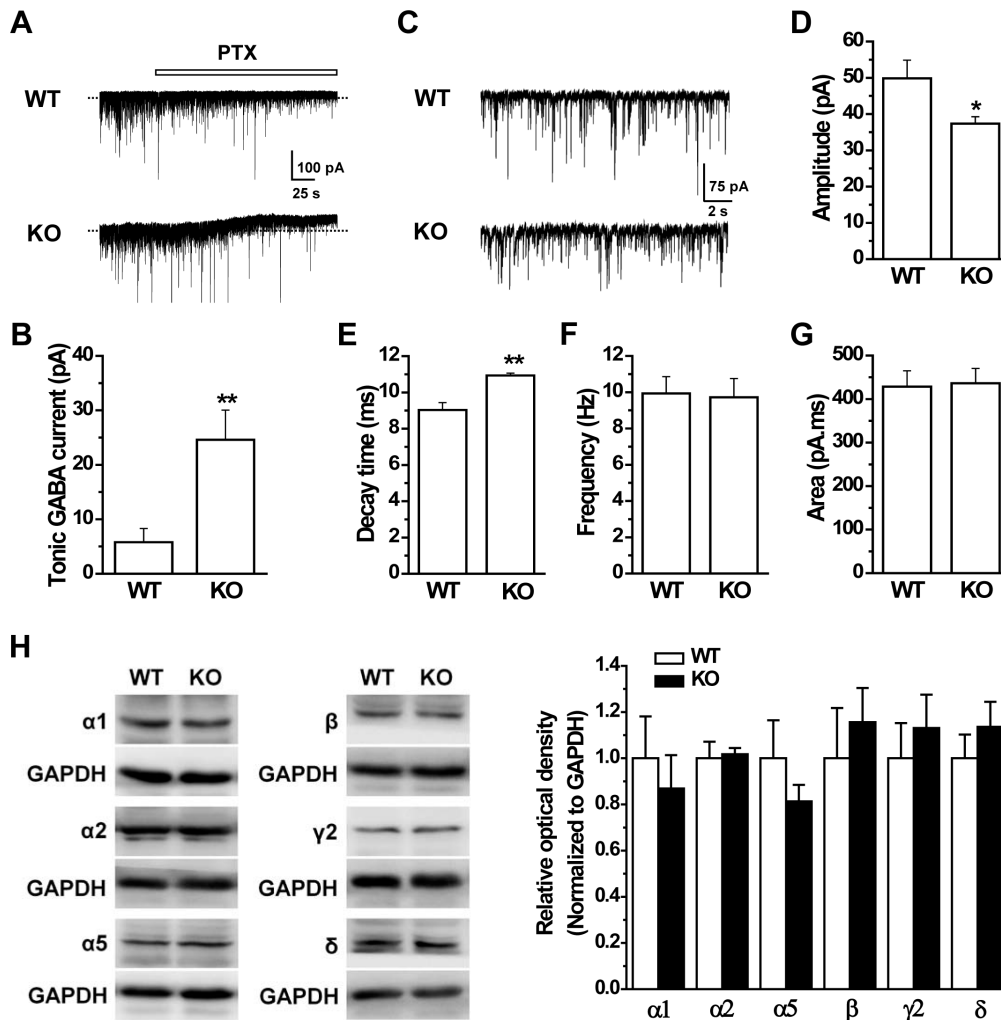 A
PTX
WT
100 pA
25 s
KO
C
WT
75 pA
2 s
KO
D
Amplitude (pA)
60
50
40
30
20
10
0
*
WT KO
B
Tonic GABA current (pA)
40
30
20
10
0
**
WT KO
E
Decay time (ms)
12
10
8
6
4
2
0
**
WT KO
F
Frequency (Hz)
12
10
8
6
4
2
0
WT KO
G
Area (pA.ms)
500
400
300
200
100
0
WT KO
H
WT KO
α1
GAPDH
α2
GAPDH
α5
GAPDH
WT KO
β
GAPDH
γ2
GAPDH
δ
GAPDH
Relative optical density
(Normalized to GAPDH)
1.4
1.2
1.0
0.8
0.6
0.4
0.2
0.0
WT
KO
α1 α2 α5 β γ2 δ